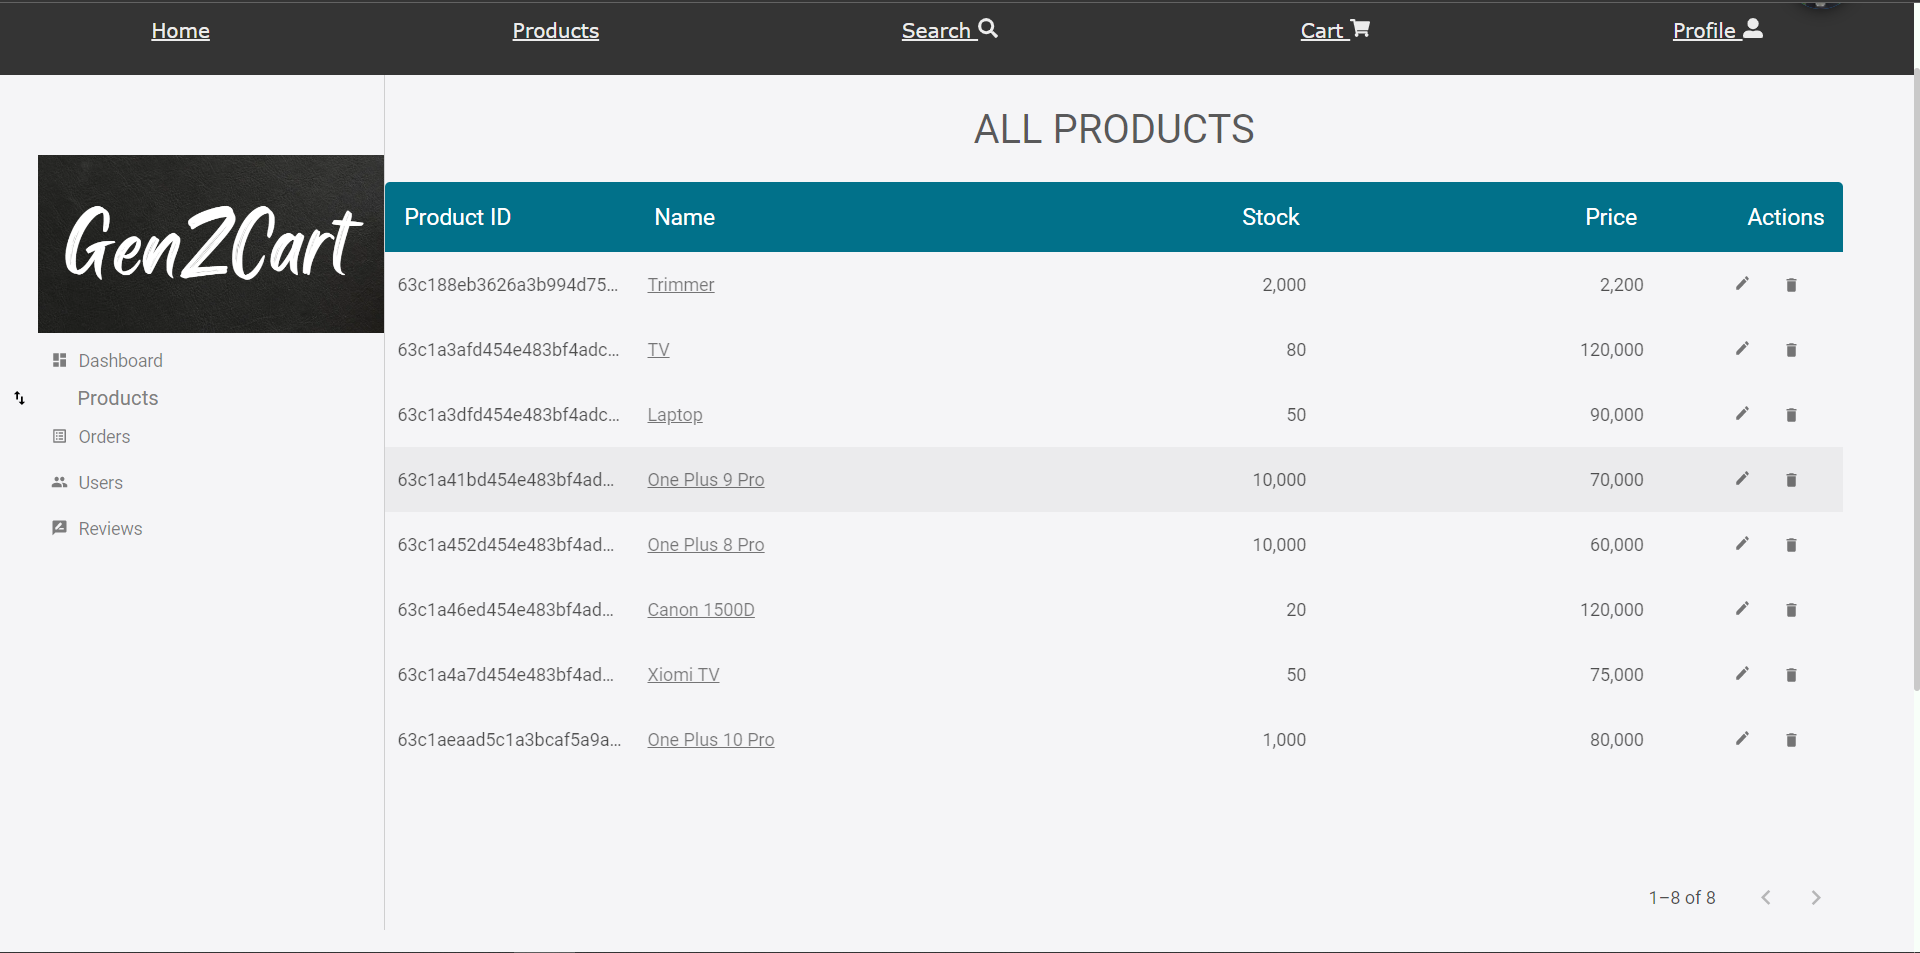 Home Products Search Cart Profile
GenZCart
Dashboard
Products
Orders
Users
Reviews
ALL PRODUCTS
Product ID Name Stock Price Actions
63c188eb3626a3b994d75... Trimmer 2,000 2,200
63c1a3afd454e483bf4adc... TV 80 120,000
63c1a3dfd454e483bf4adc... Laptop 50 90,000
63c1a41bd454e483bf4ad... One Plus 9 Pro 10,000 70,000
63c1a452d454e483bf4ad... One Plus 8 Pro 10,000 60,000
63c1a46ed454e483bf4ad... Canon 1500D 20 120,000
63c1a4a7d454e483bf4ad... Xiomi TV 50 75,000
63c1aeaad5c1a3bcaf5a9a... One Plus 10 Pro 1,000 80,000
1–8 of 8